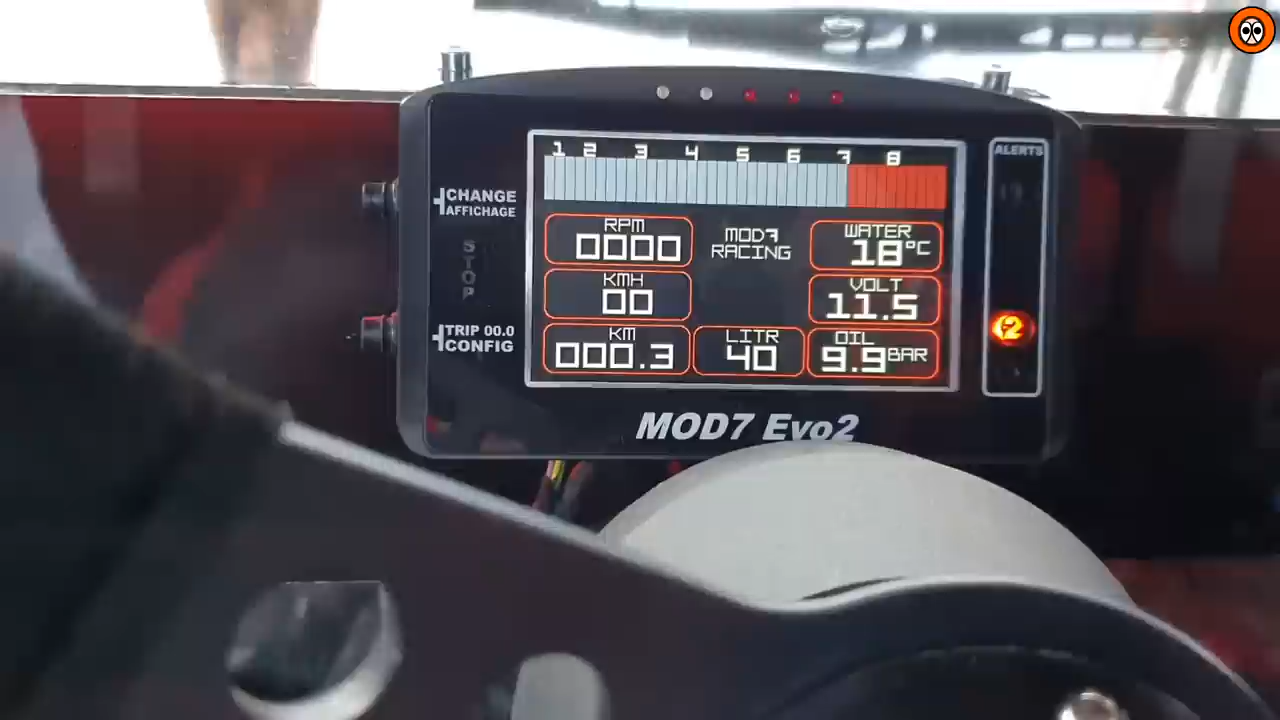 1 2 3 4 5 6 7 8
ALERTS
CHANGE
AFFICHAGE
RPM
0000
MOD7
RACING
WATER
18°C
STOP
KMH
00
VOLT
11.5
TRIP 00.0
CONFIG
KM
000.3
LITR
40
OIL
9.9 BAR
MOD7 Evo2